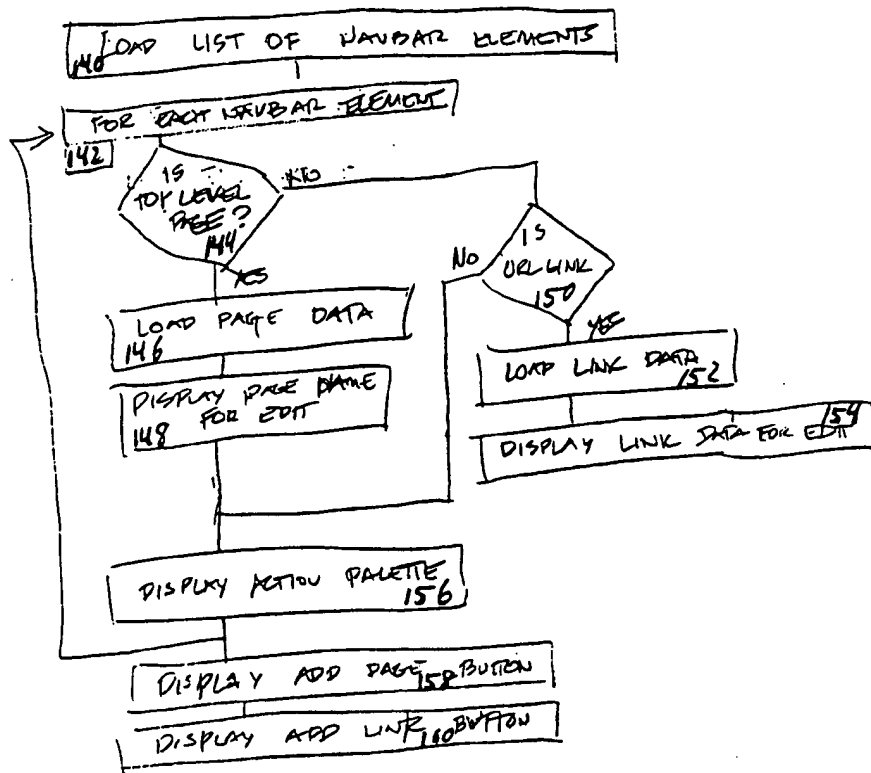 LOAD LIST OF NAVBAR ELEMENTS
140
FOR EACH NAVBAR ELEMENT
142
IS
TOP LEVEL
PAGE?
144
NO
YES
IS
URL LINK
150
NO
YES
LOAD PAGE DATA
146
LOAD LINK DATA
152
DISPLAY PAGE NAME
148 FOR EDIT
154
DISPLAY LINK DATA FOR EDIT
DISPLAY ACTION PALETTE
156
DISPLAY ADD PAGE 158 BUTTON
DISPLAY ADD LINK 160 BUTTON